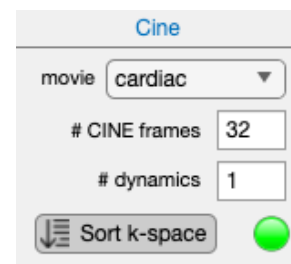 Cine
movie cardiac
# CINE frames 32
# dynamics 1
Sort k-space